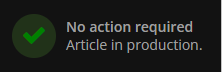 No action required
Article in production.